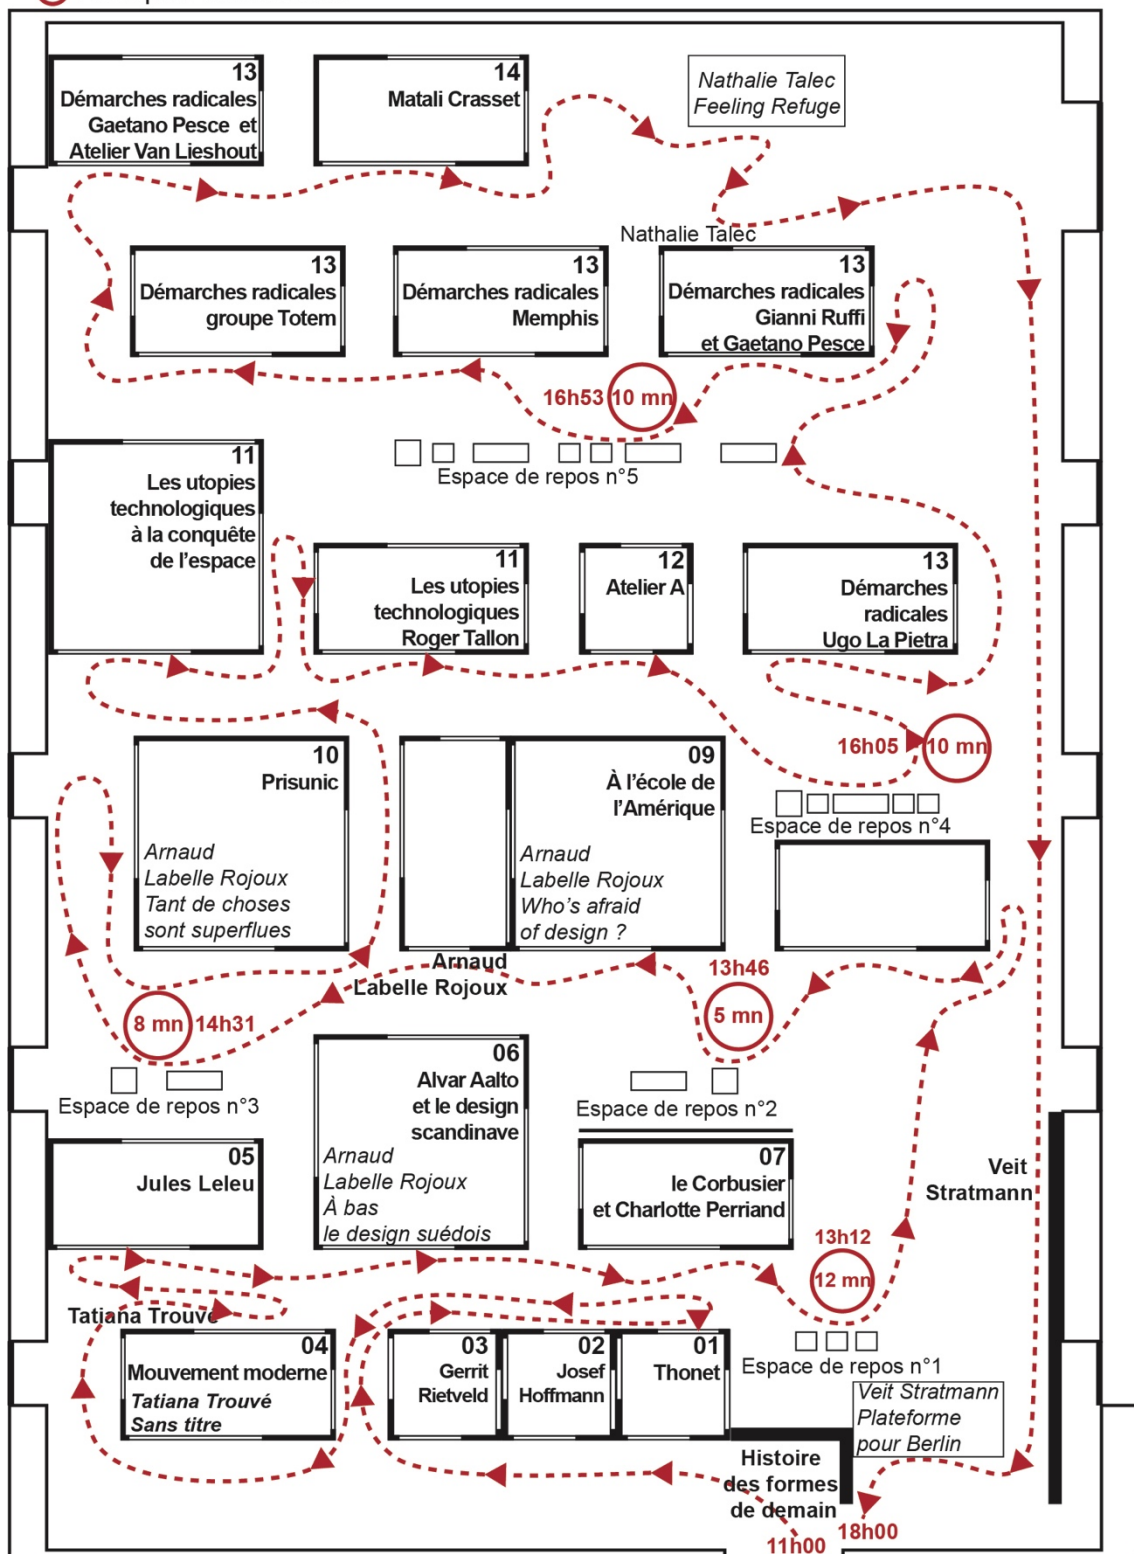 13
Démarches radicales
Gaetano Pesce et
Atelier Van Lieshout
14
Matali Crasset
Nathalie Talec
Feeling Refuge
Nathalie Talec
13
Démarches radicales
groupe Totem
13
Démarches radicales
Memphis
13
Démarches radicales
Gianni Ruffi
et Gaetano Pesce
16h53
10 mn
Espace de repos n°5
11
Les utopies
technologiques
à la conquête
de l'espace
11
Les utopies
technologiques
Roger Tallon
12
Atelier A
13
Démarches
radicales
Ugo La Pietra
16h05
10 mn
Espace de repos n°4
10
Prisunic
Arnaud
Labelle Rojoux
Tant de choses
sont superflues
09
À l'école de
l'Amérique
Arnaud
Labelle Rojoux
Who's afraid
of design ?
Arnaud
Labelle Rojoux
13h46
5 mn
8 mn
14h31
Espace de repos n°3
Espace de repos n°2
05
Jules Leleu
06
Alvar Aalto
et le design
scandinave
Arnaud
Labelle Rojoux
À bas
le design suédois
07
le Corbusier
et Charlotte Perriand
Veit
Stratmann
13h12
12 mn
Espace de repos n°1
Tatiana Trouvé
04
Mouvement moderne
Tatiana Trouvé
Sans titre
03
Gerrit
Rietveld
02
Josef
Hoffmann
01
Thonet
Veit Stratmann
Plateforme
pour Berlin
Histoire
des formes
de demain
11h00
18h00